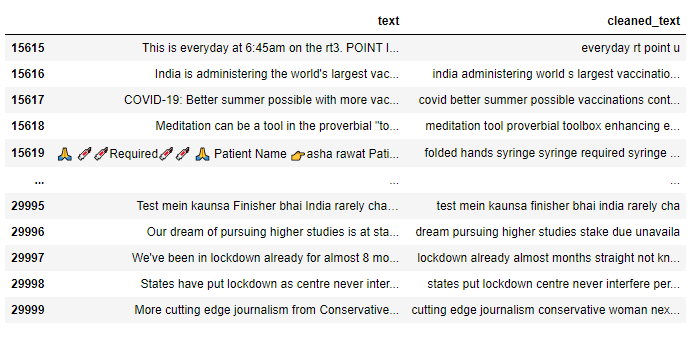 text cleaned_text
15615 This is everyday at 6:45am on the rt3. POINT I... everyday rt point u
15616 India is administering the world's largest vac... india administering world s largest vaccinatio...
15617 COVID-19: Better summer possible with more vac... covid better summer possible vaccinations cont...
15618 Meditation can be a tool in the proverbial "to... meditation tool proverbial toolbox enhancing e...
15619 🙏 💉💉Required💉💉 🙏 Patient Name 👉asha rawat Pati... folded hands syringe syringe required syringe ...
... ... ...
29995 Test mein kaunsa Finisher bhai India rarely cha... test mein kaunsa finisher bhai india rarely cha
29996 Our dream of pursuing higher studies is at sta... dream pursuing higher studies stake due unavaila
29997 We've been in lockdown already for almost 8 mo... lockdown already almost months straight not kn...
29998 States have put lockdown as centre never inter... states put lockdown centre never interfere per...
29999 More cutting edge journalism from Conservative... cutting edge journalism conservative woman nex...